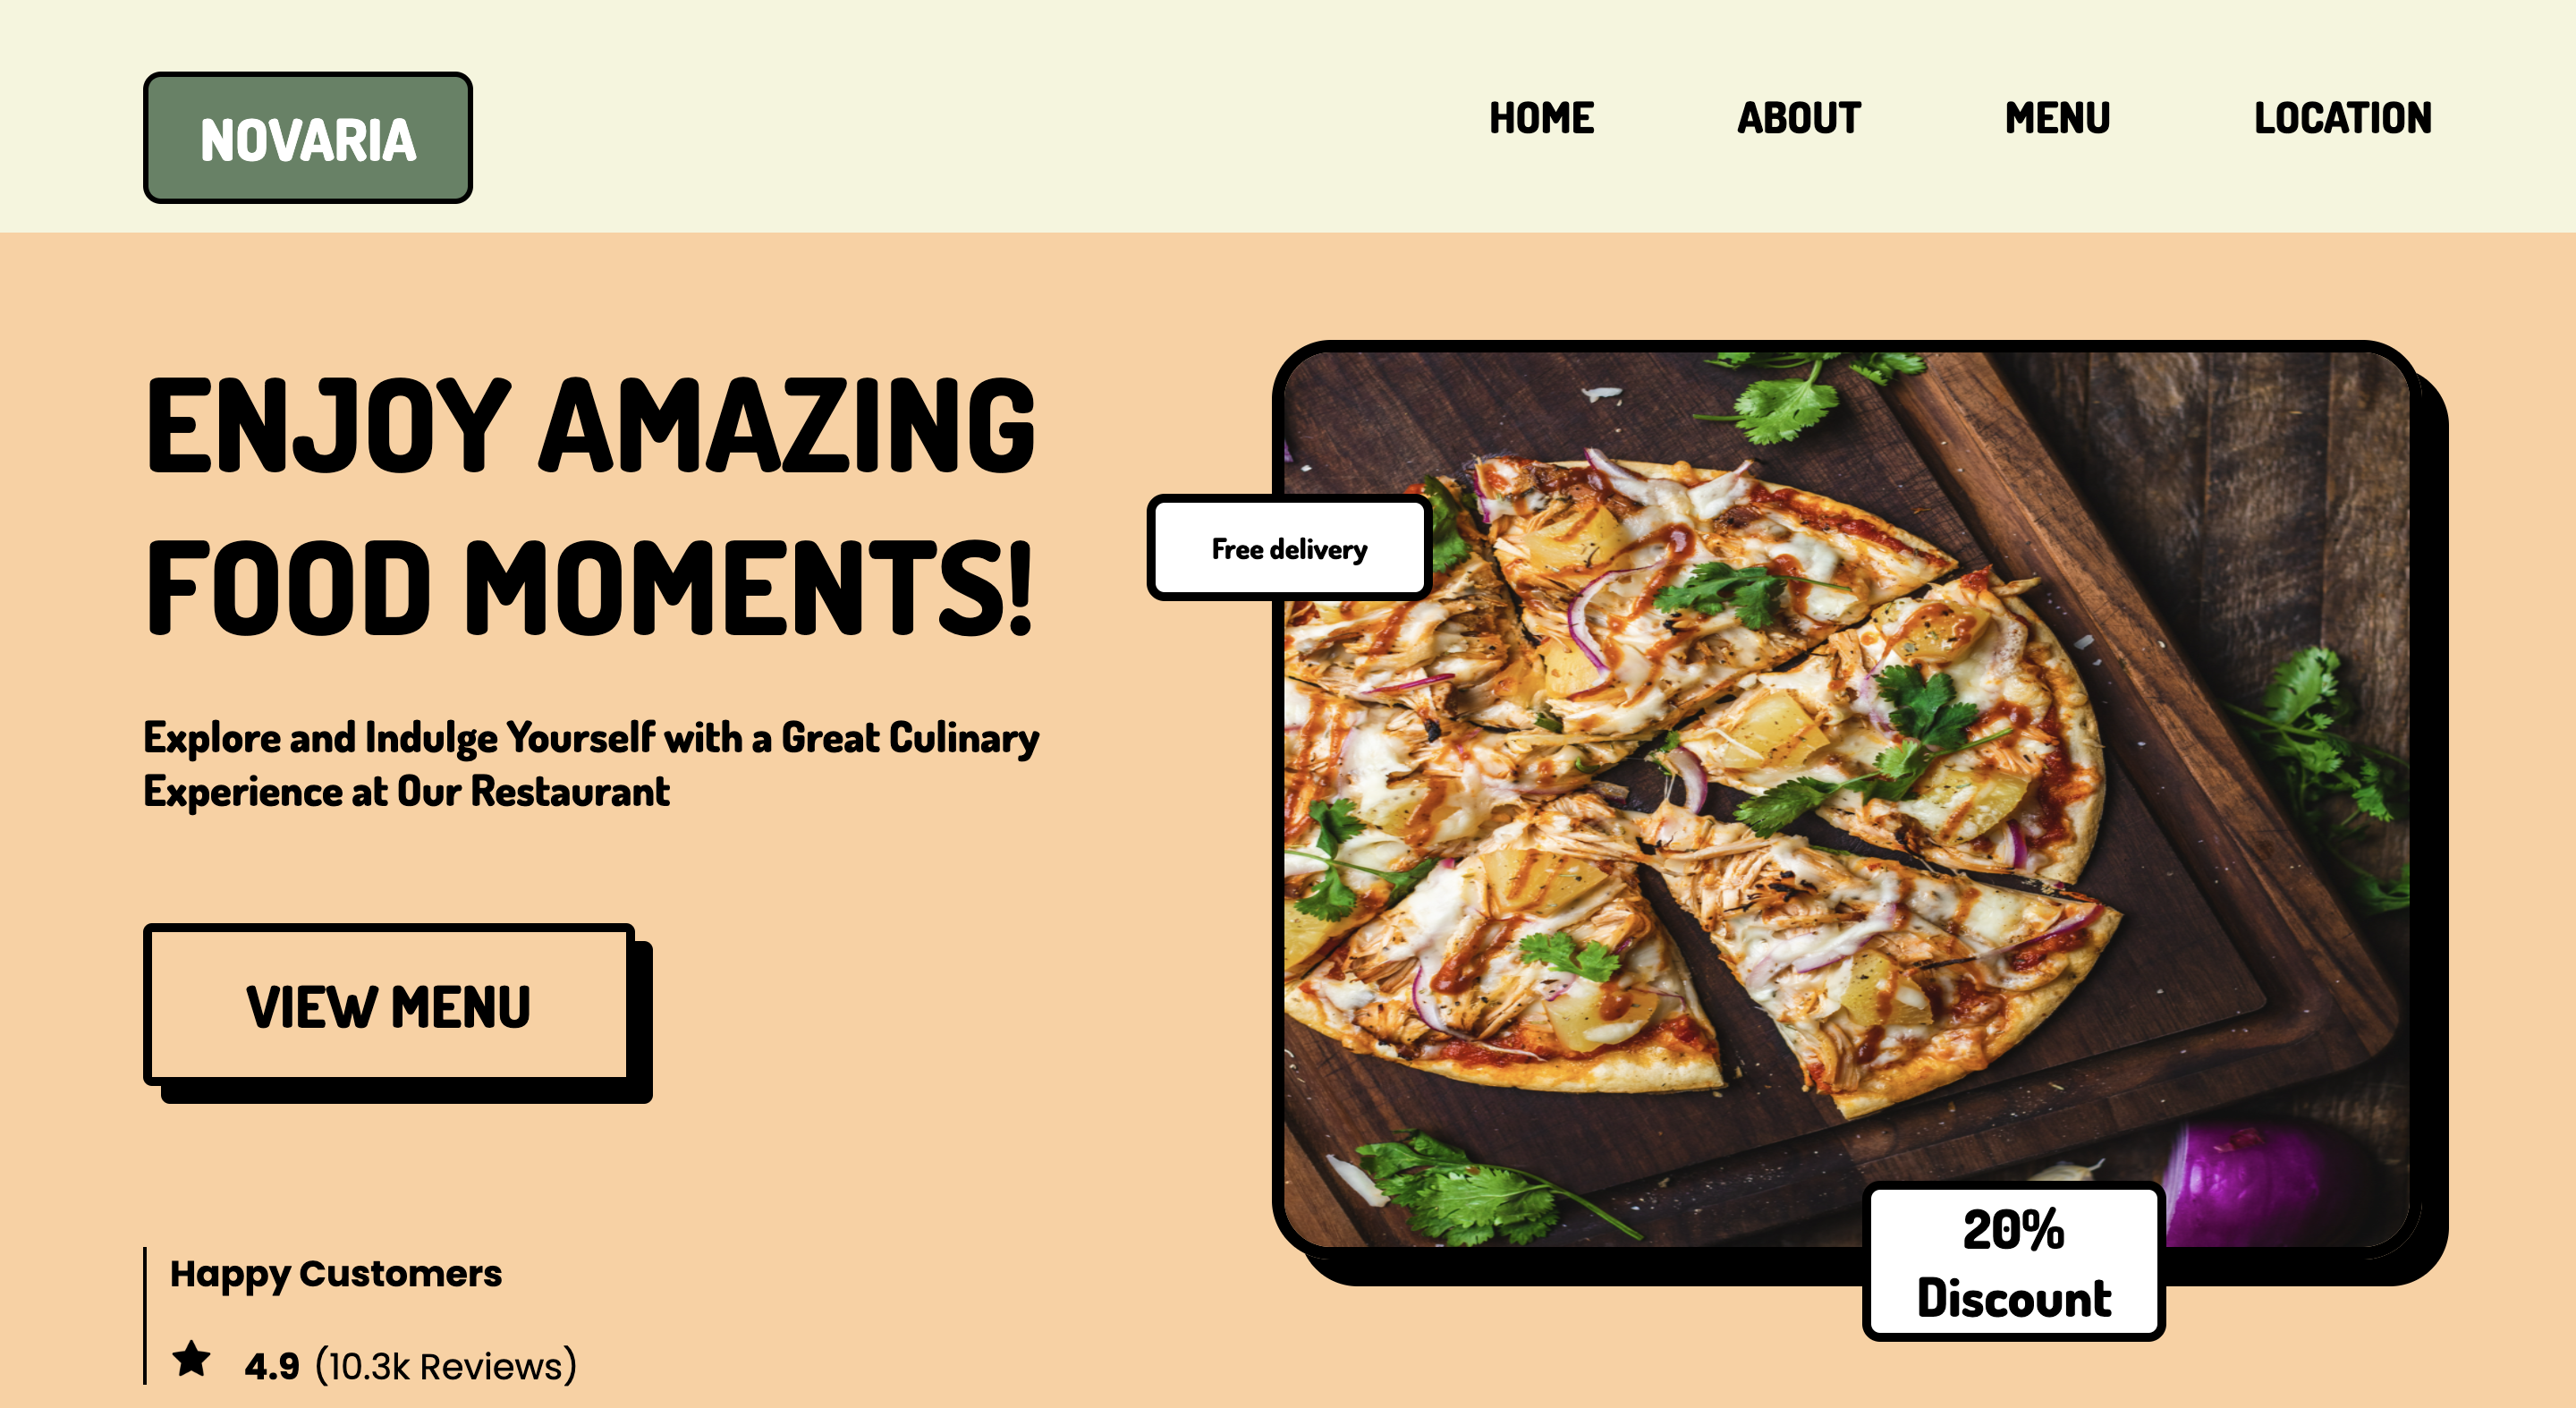 NOVARIA
HOME ABOUT MENU LOCATION
ENJOY AMAZING
FOOD MOMENTS!
Explore and Indulge Yourself with a Great Culinary
Experience at Our Restaurant
VIEW MENU
Happy Customers
4.9 (10.3k Reviews)
Free delivery
20%
Discount